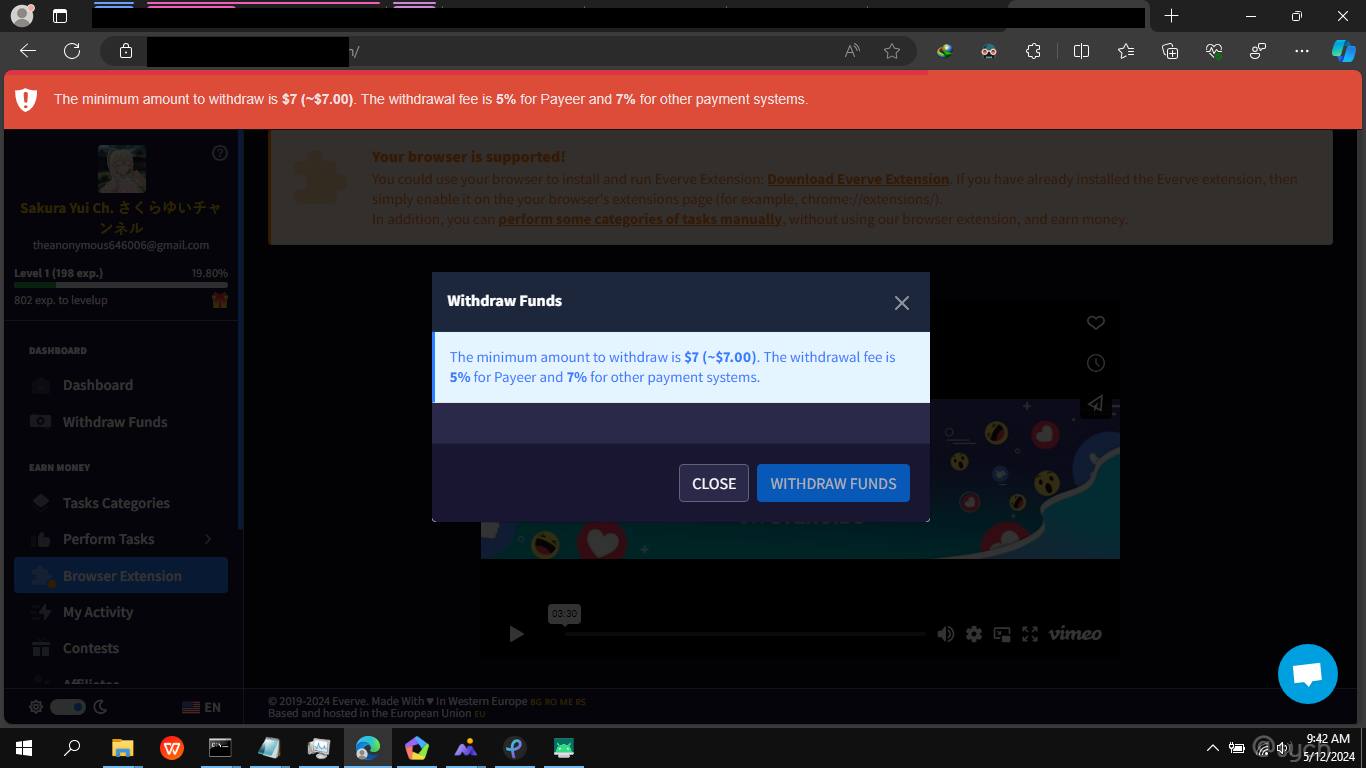 n/
The minimum amount to withdraw is $7 (~$7.00). The withdrawal fee is 5% for Payeer and 7% for other payment systems.
Sakura Yui Ch. さくらゆいチャ
ンネル
theanonymous646006@gmail.com
Level 1 (198 exp.) 19.80%
802 exp. to levelup
Your browser is supported!
You could use your browser to install and run Everve Extension: Download Everve Extension. If you have already installed the Everve extension, then
simply enable it on the your browser's extensions page (for example, chrome://extensions/).
In addition, you can perform some categories of tasks manually, without using our browser extension, and earn money.
Withdraw Funds
The minimum amount to withdraw is $7 (~$7.00). The withdrawal fee is
5% for Payeer and 7% for other payment systems.
CLOSE
WITHDRAW FUNDS
DASHBOARD
Dashboard
Withdraw Funds
EARN MONEY
Tasks Categories
Perform Tasks
Browser Extension
My Activity
Contests
Affiliates
03:30
vimeo
EN
© 2019-2024 Everve. Made With ♥ In Western Europe BG RO ME RS
Based and hosted in the European Union EU
9:42 AM
5/12/2024